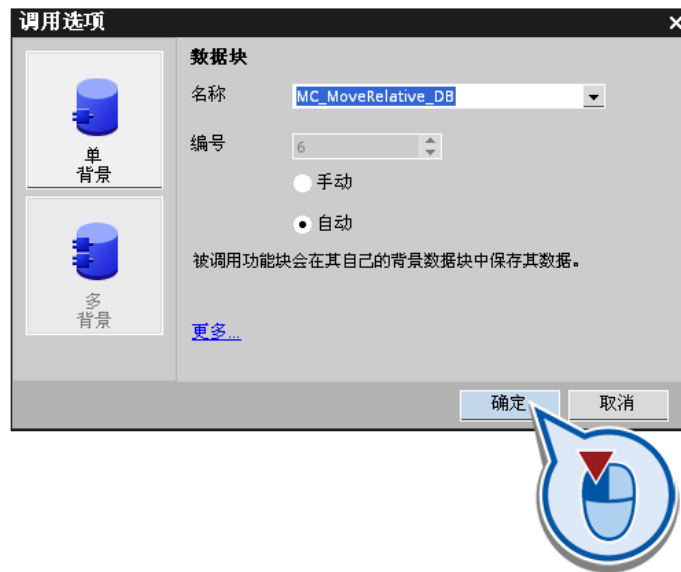 调用选项
数据块
名称
MC_MoveRelative_DB
编号
6
手动
自动
被调用功能块会在其自己的背景数据块中保存其数据。
更多...
单
背景
多
背景
确定
取消